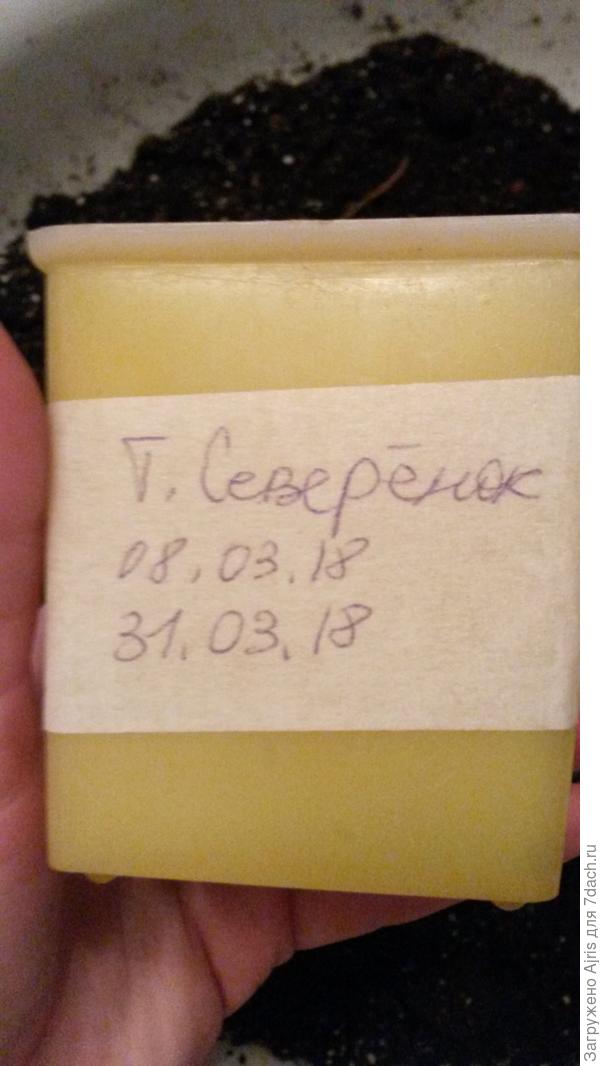 Т. Северёнок
08.03.18
31.03.18
Загружено Ajris для 7dach.ru